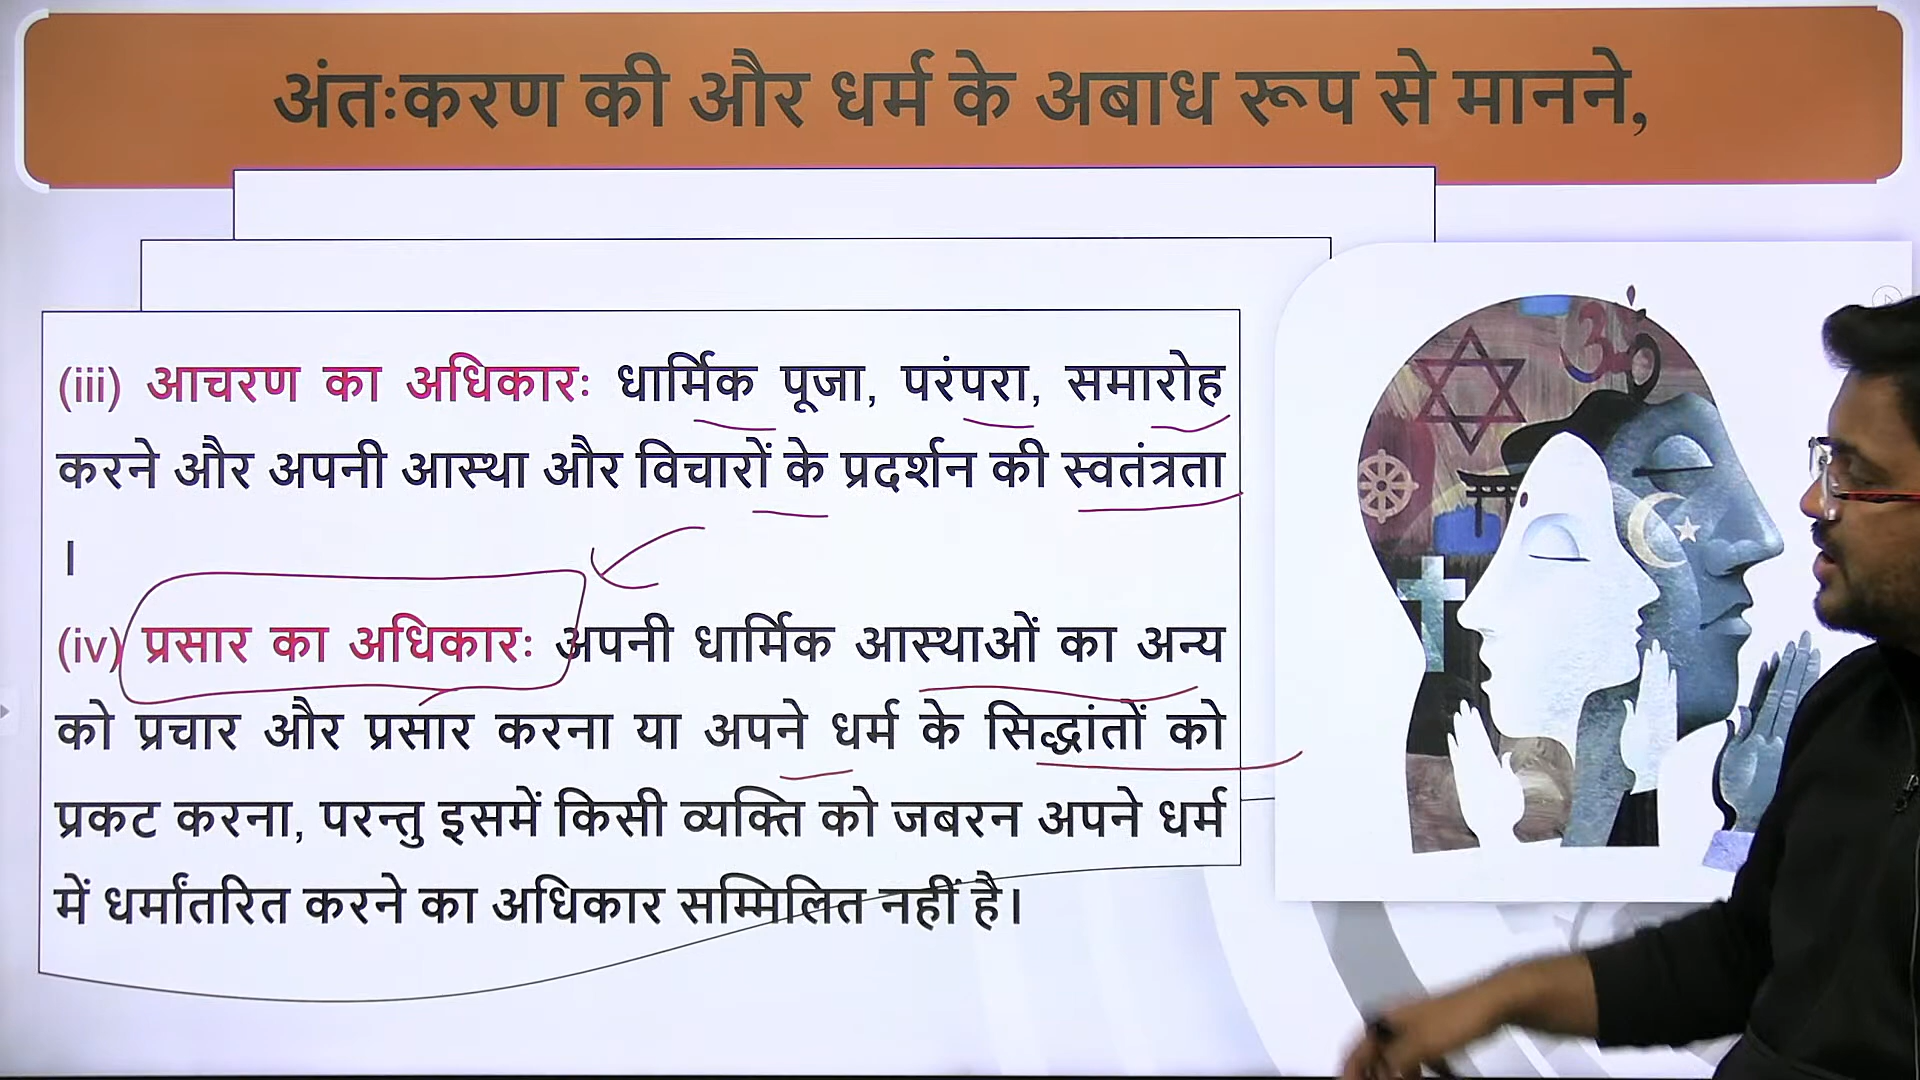 अंतःकरण की और धर्म के अबाध रूप से मानने,
(iii) आचरण का अधिकारः धार्मिक पूजा, परंपरा, समारोह
करने और अपनी आस्था और विचारों के प्रदर्शन की स्वतंत्रता
।
(iv) प्रसार का अधिकारः अपनी धार्मिक आस्थाओं का अन्य
को प्रचार और प्रसार करना या अपने धर्म के सिद्धांतों को
प्रकट करना, परन्तु इसमें किसी व्यक्ति को जबरन अपने धर्म
में धर्मांतरित करने का अधिकार सम्मिलित नहीं है।